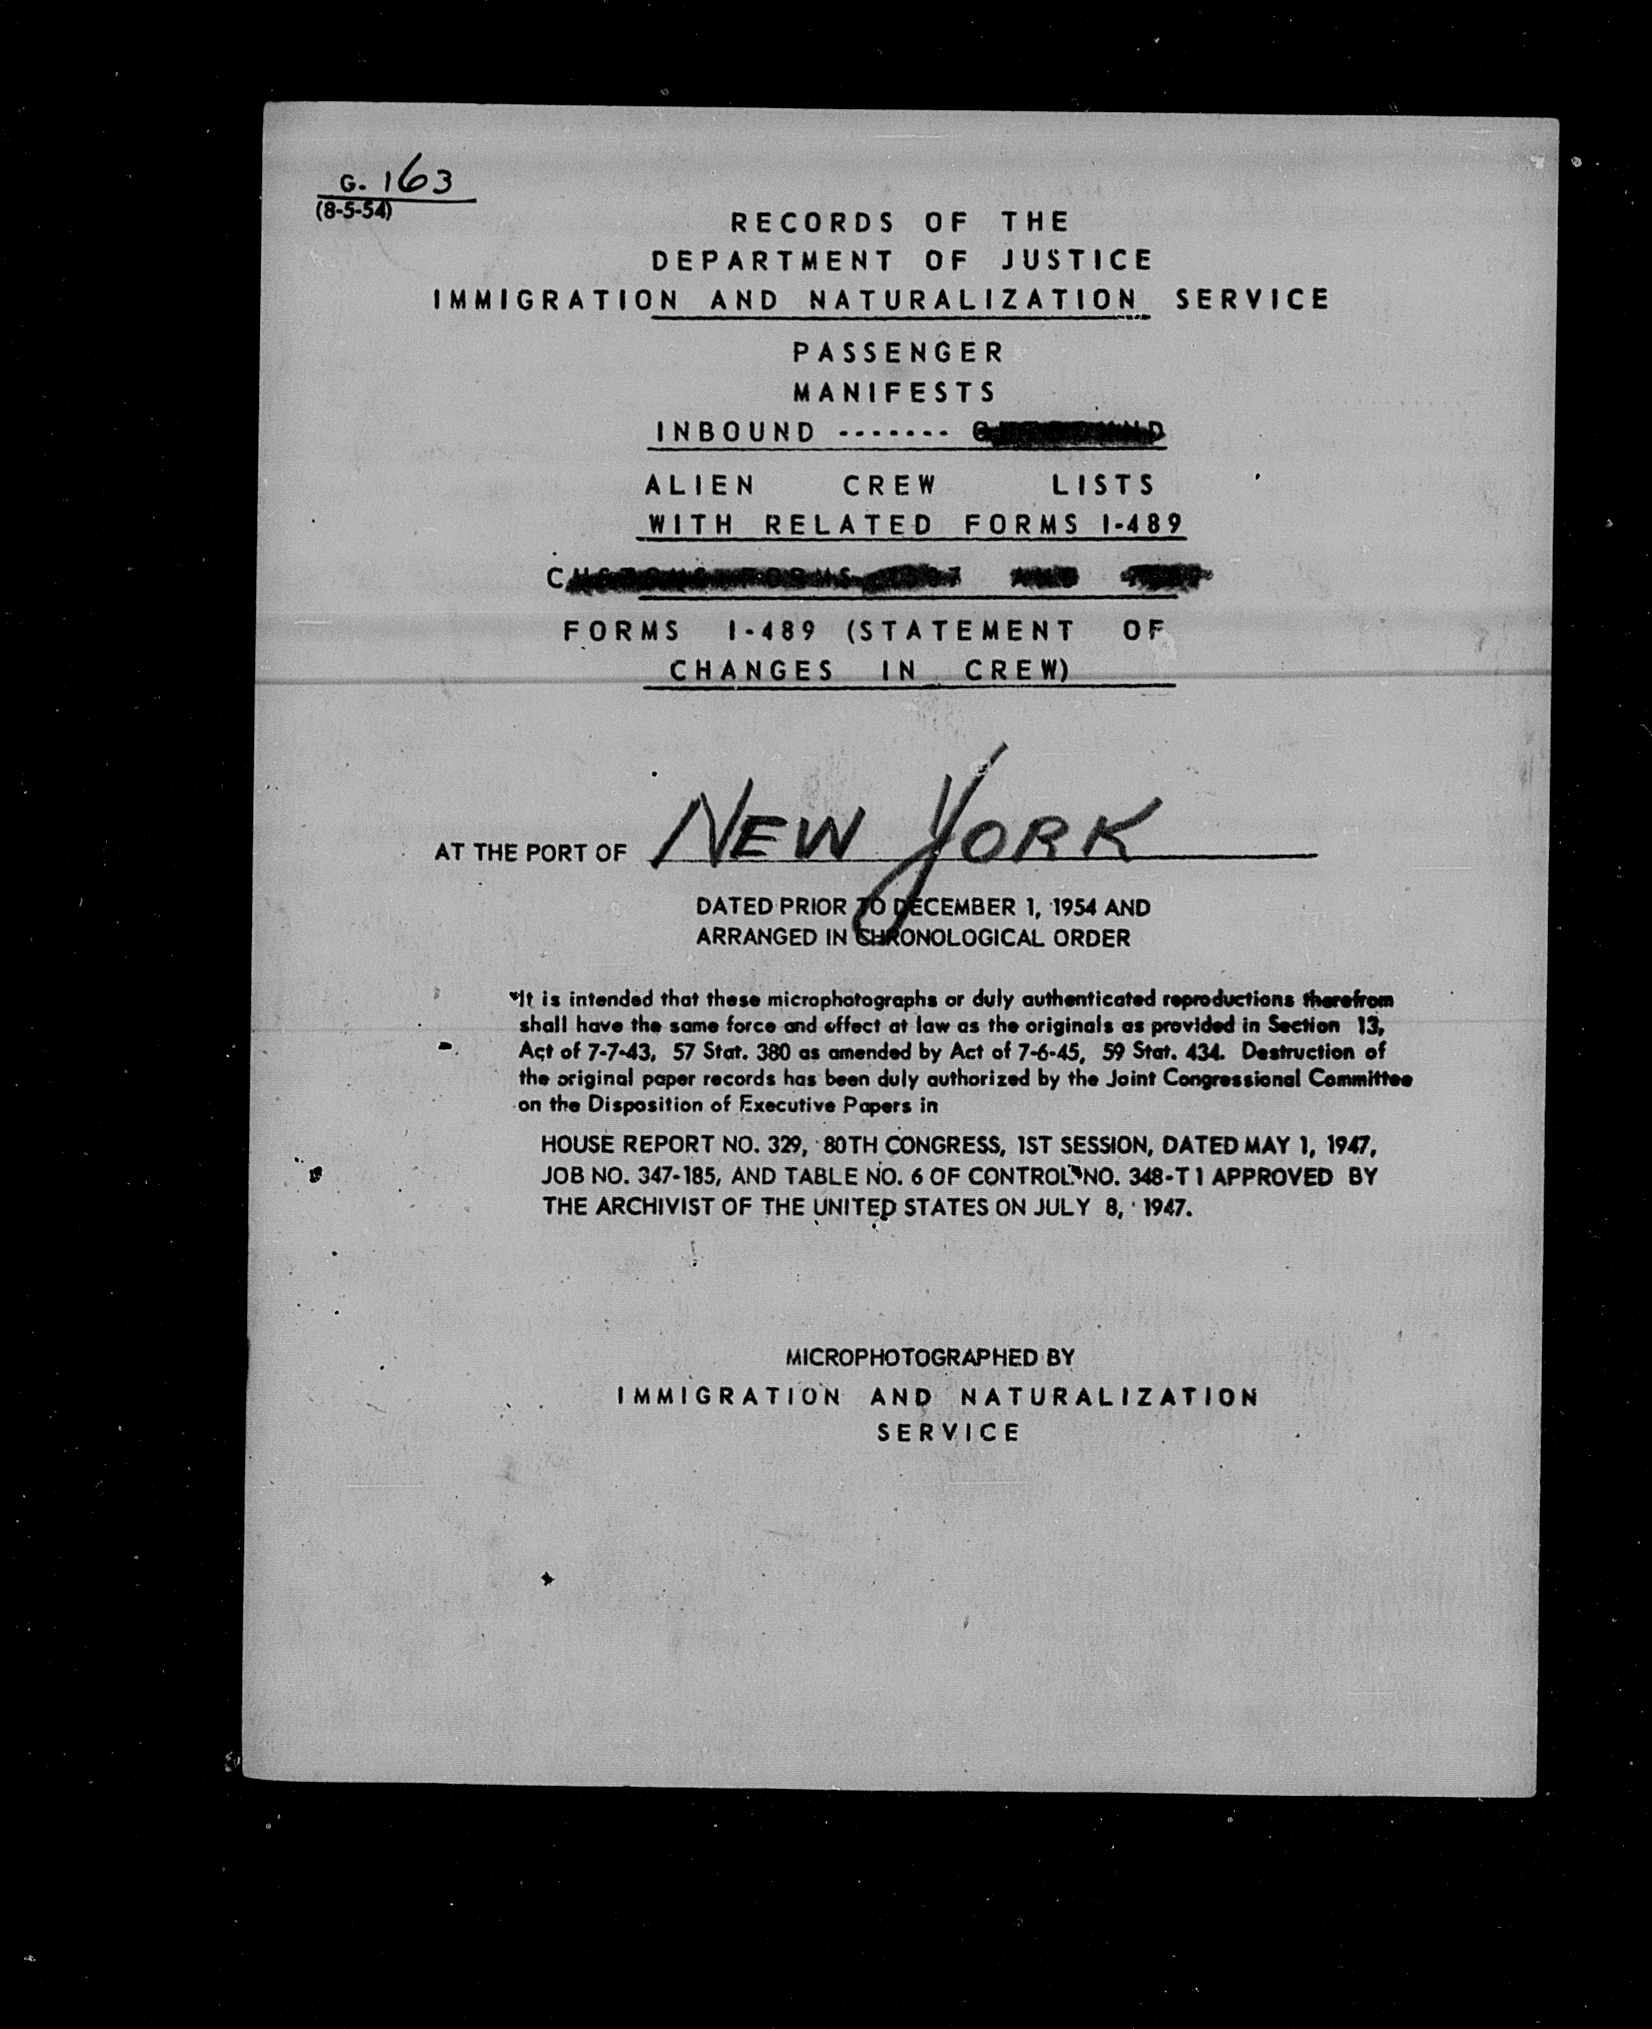 G. 163
(8-5-54)
RECORDS OF THE
DEPARTMENT OF JUSTICE
IMMIGRATION AND NATURALIZATION SERVICE
PASSENGER
MANIFESTS
INBOUND -------
ALIEN CREW LISTS
WITH RELATED FORMS I-489
FORMS I-489 (STATEMENT OF
CHANGES IN CREW)
AT THE PORT OF NEW YORK
DATED PRIOR TO DECEMBER 1, 1954 AND
ARRANGED IN CHRONOLOGICAL ORDER
"It is intended that these microphotographs or duly authenticated reproductions therefrom
shall have the same force and effect at law as the originals as provided in Section 13,
Act of 7-7-43, 57 Stat. 380 as amended by Act of 7-6-45, 59 Stat. 434. Destruction of
the original paper records has been duly authorized by the Joint Congressional Committee
on the Disposition of Executive Papers in
HOUSE REPORT NO. 329, 80TH CONGRESS, 1ST SESSION, DATED MAY 1, 1947,
JOB NO. 347-185, AND TABLE NO. 6 OF CONTROL NO. 348-T1 APPROVED BY
THE ARCHIVIST OF THE UNITED STATES ON JULY 8, 1947.
MICROPHOTOGRAPHED BY
IMMIGRATION AND NATURALIZATION
SERVICE